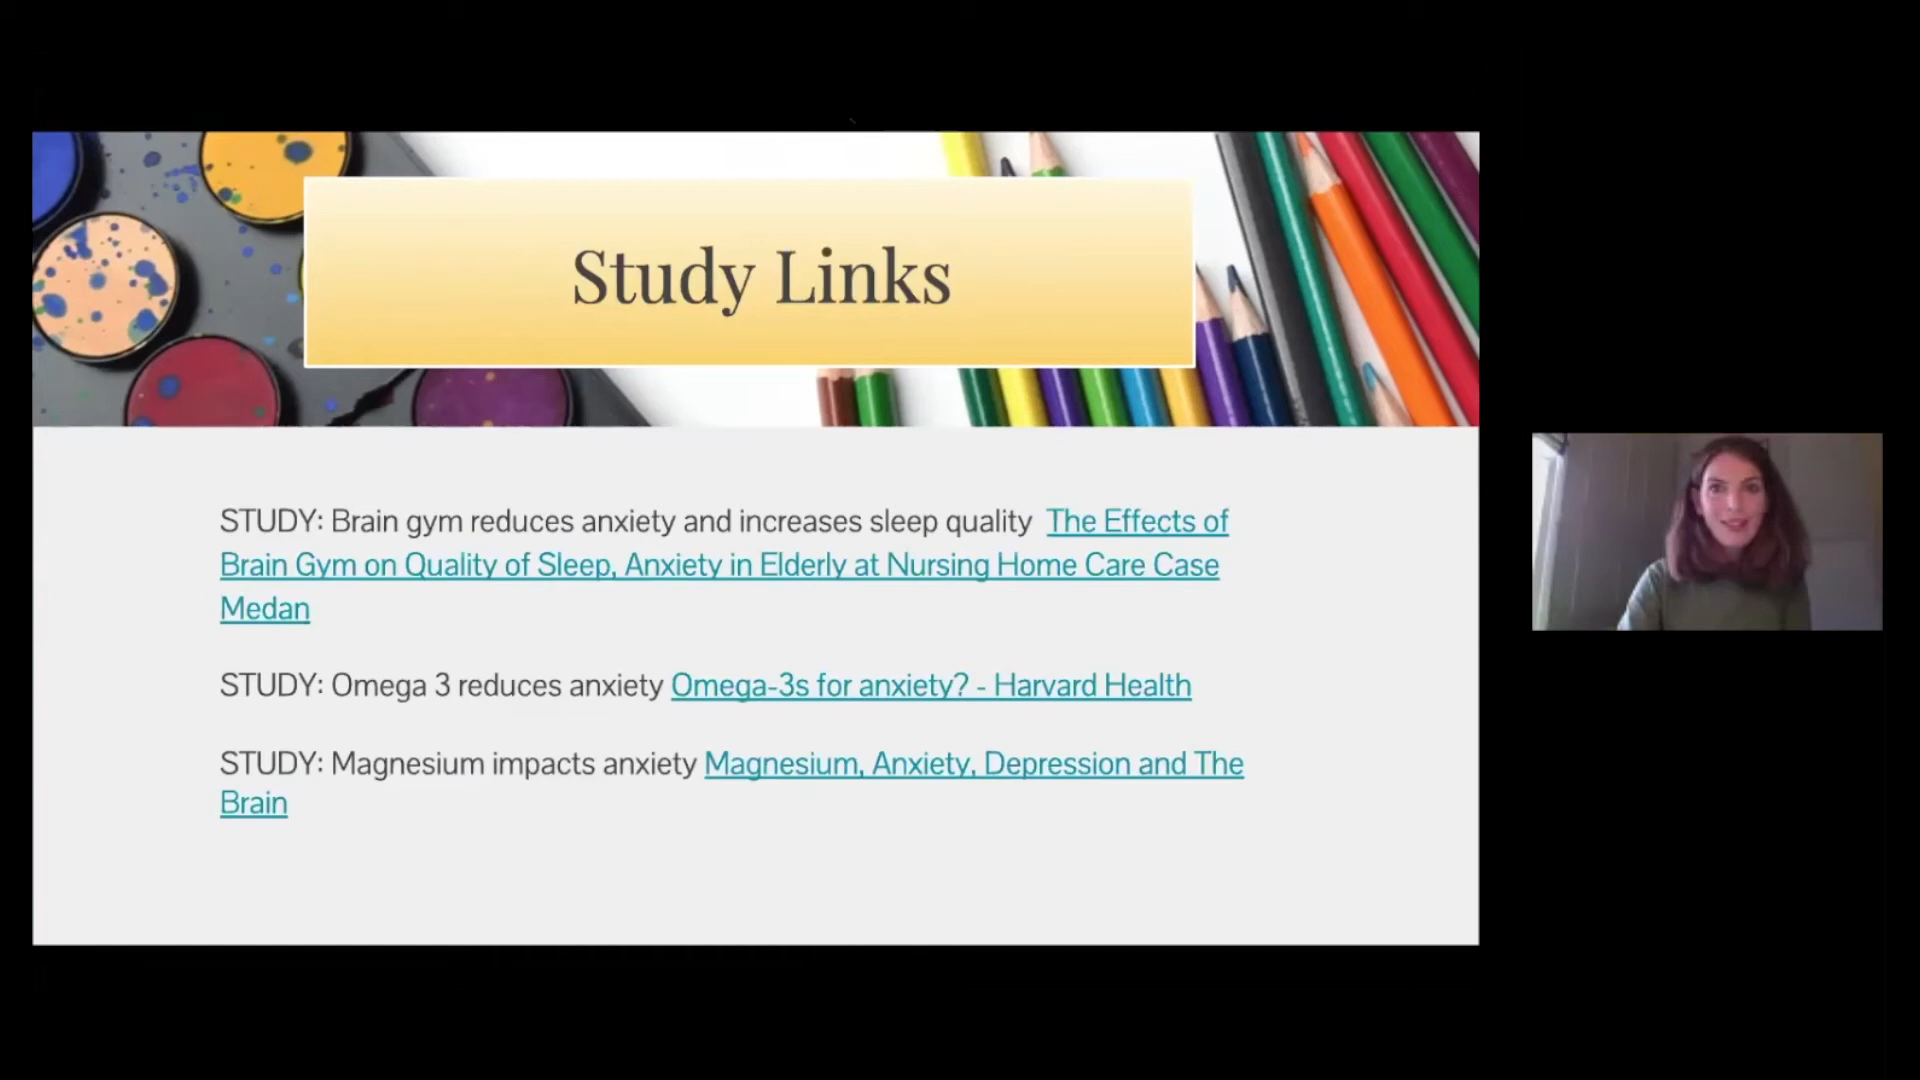 Study Links
STUDY: Brain gym reduces anxiety and increases sleep quality The Effects of
Brain Gym on Quality of Sleep, Anxiety in Elderly at Nursing Home Care Case
Medan
STUDY: Omega 3 reduces anxiety Omega-3s for anxiety? - Harvard Health
STUDY: Magnesium impacts anxiety Magnesium, Anxiety, Depression and The
Brain